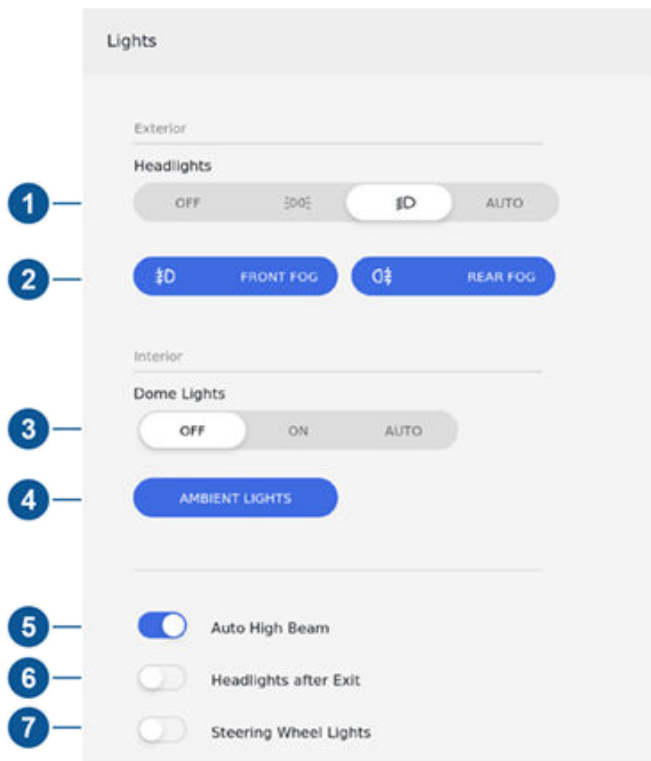 Lights
Exterior
Headlights
1 OFF AUTO
2 FRONT FOG REAR FOG
Interior
Dome Lights
3 OFF ON AUTO
4 AMBIENT LIGHTS
5 Auto High Beam
6 Headlights after Exit
7 Steering Wheel Lights